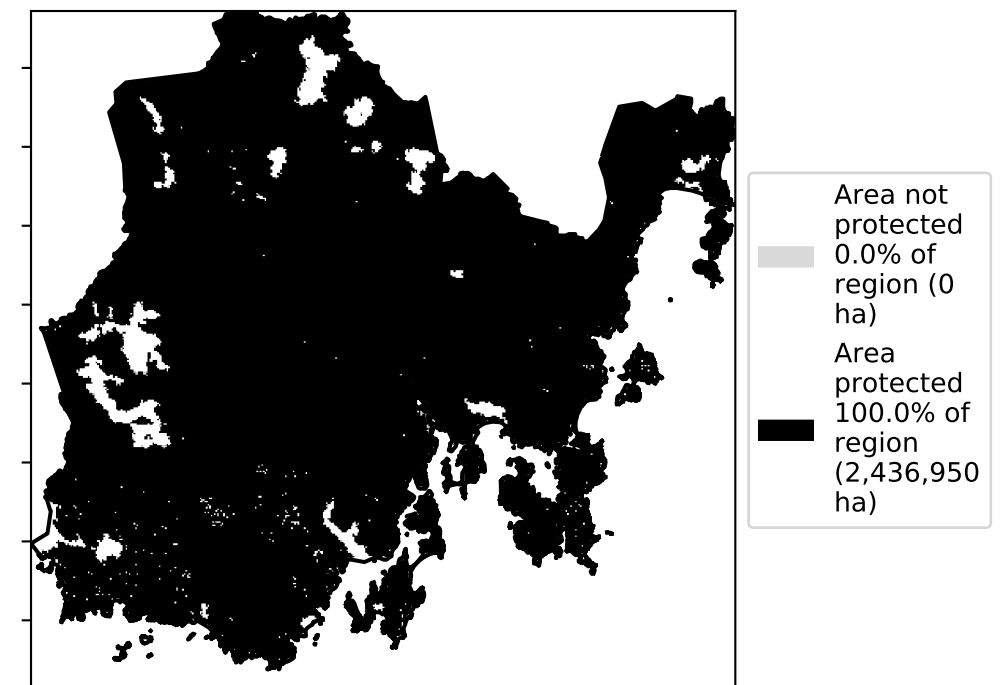 Area not
protected
0.0% of
region (0
ha)
Area
protected
100.0% of
region
(2,436,950
ha)